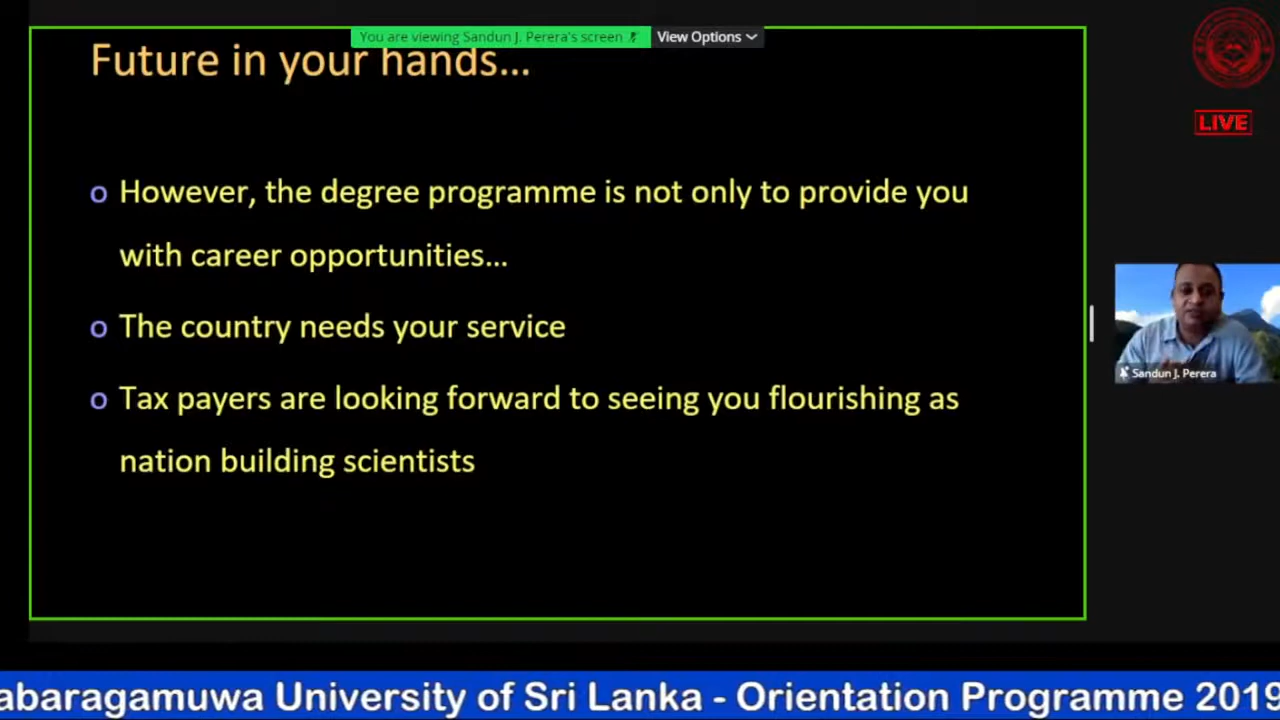 You are viewing Sandun J. Perera's screen
View Options
Future in your hands...
LIVE
o However, the degree programme is not only to provide you
with career opportunities...
o The country needs your service
o Tax payers are looking forward to seeing you flourishing as
nation building scientists
Sandun J. Perera
abaragamuwa University of Sri Lanka - Orientation Programme 2019